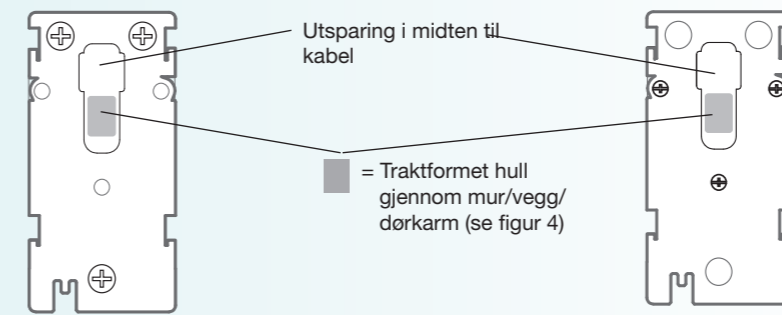 Utsparing i midten til
kabel
= Traktformet hull
gjennom mur/vegg/
dørkarm (se figur 4)